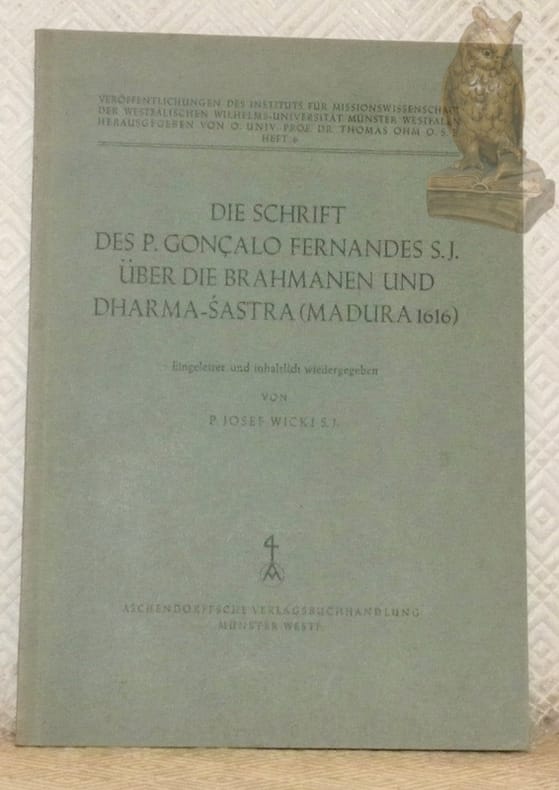 VERÖFFENTLICHUNGEN DES INSTITUTS FÜR MISSIONSWISSENSCHAFT
DER WESTFÄLISCHEN WILHELMS-UNIVERSITÄT MÜNSTER WESTFALEN
HERAUSGEGEBEN VON O. UNIV.-PROF. DR. THOMAS OHM O. S. B.
HEFT 6
DIE SCHRIFT
DES P. GONÇALO FERNANDES S.J.
ÜBER DIE BRAHMANEN UND
DHARMA-ŚASTRA (MADURA 1616)
Eingeleitet und inhaltlich wiedergegeben
VON
P. JOSEF WICKI S.J.
ASCHENDORFFSCHE VERLAGSBUCHHANDLUNG
MÜNSTER WESTF.